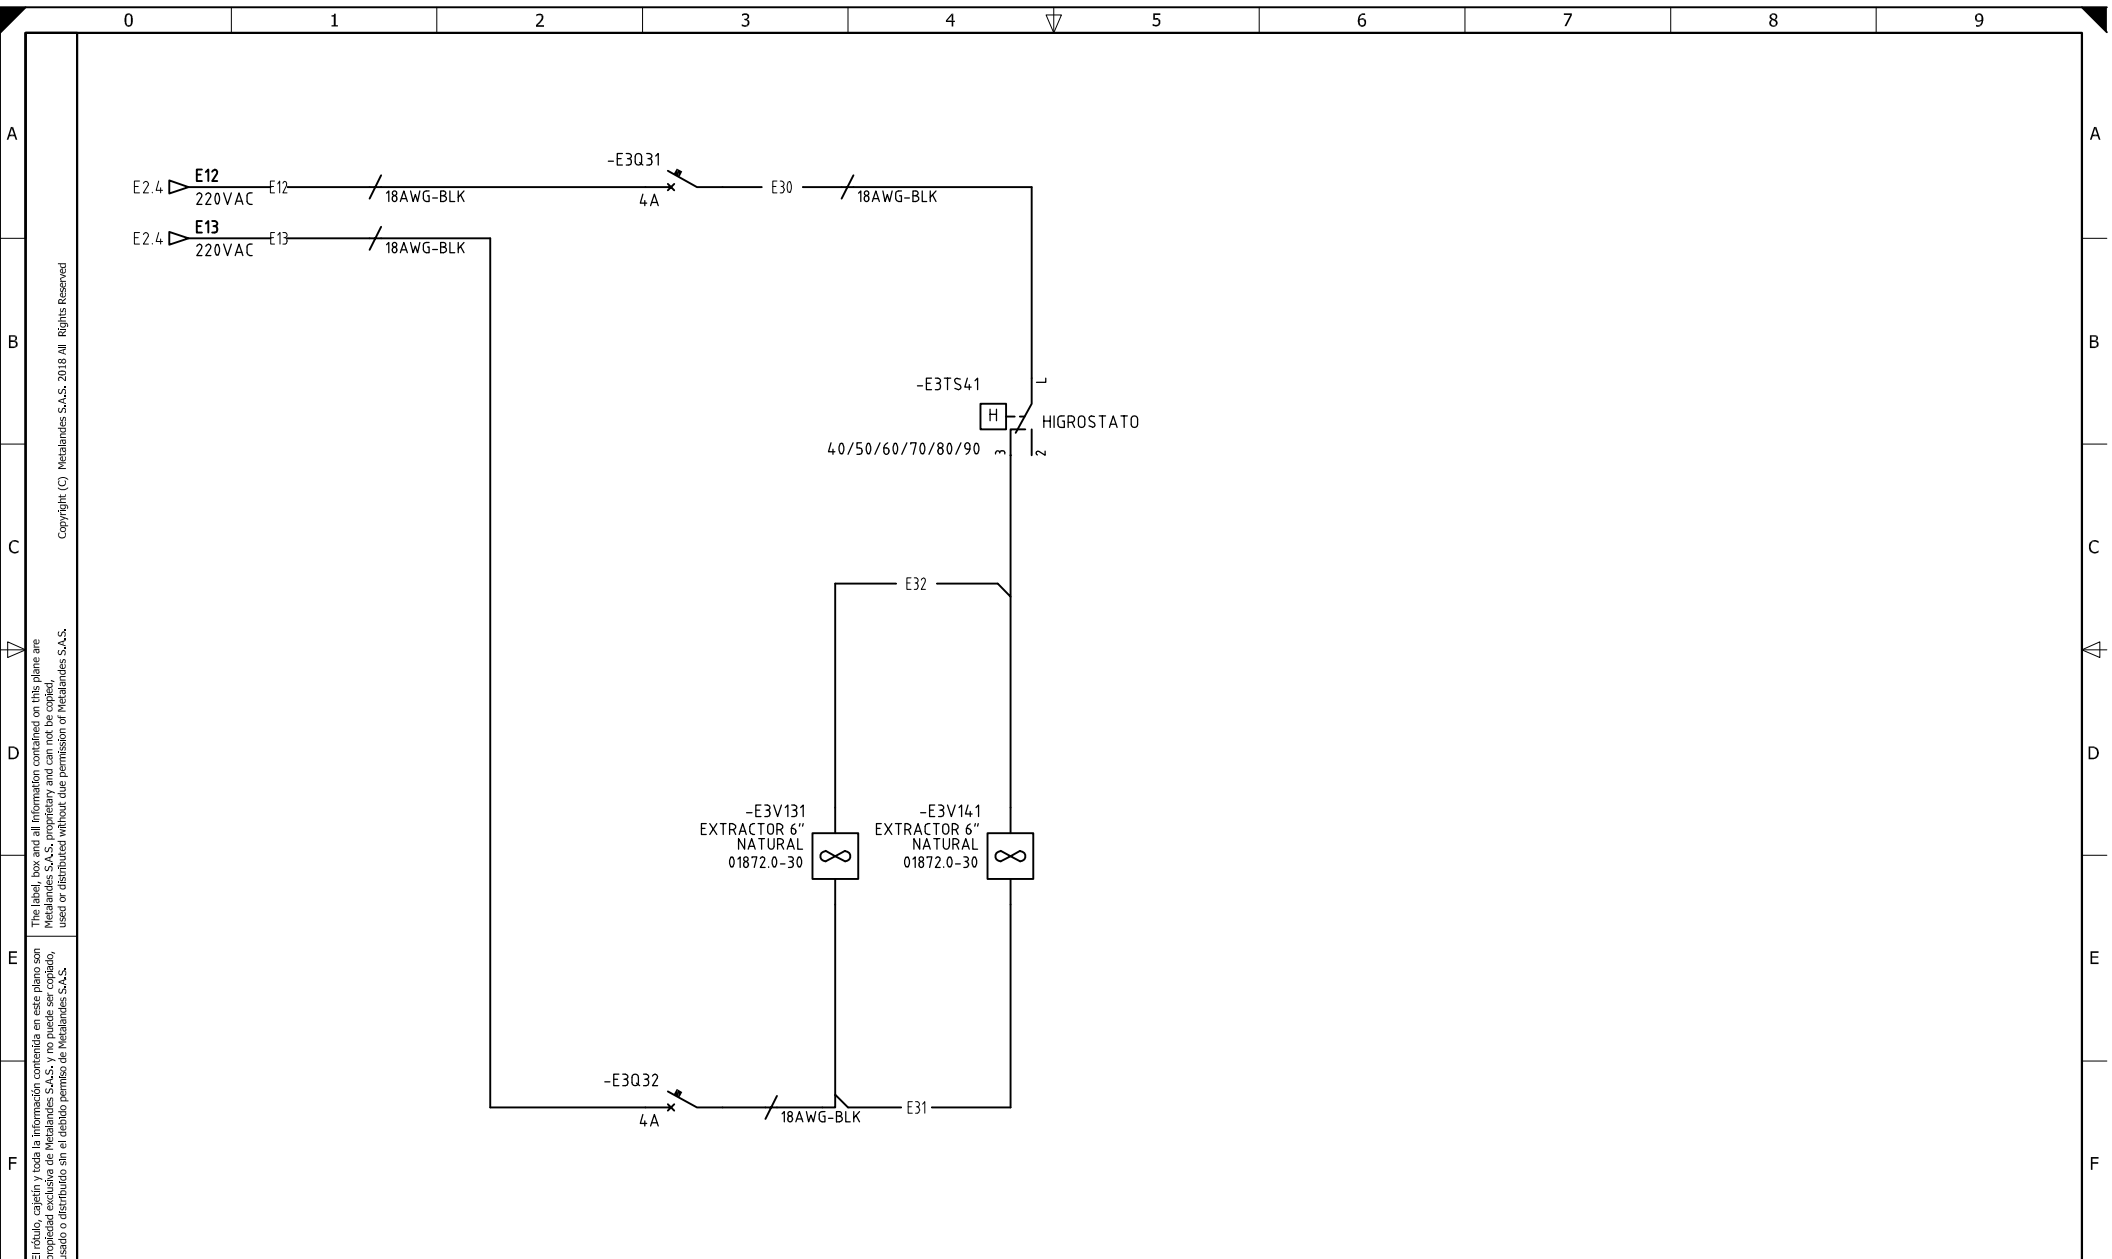 0 1 2 3 4 5 6 7 8 9
A A
B B
C C
D D
E E
F F
E2.4 E12 E12
220VAC
18AWG-BLK
-E3Q31
4A
E30
18AWG-BLK
E2.4 E13 E13
220VAC
18AWG-BLK
-E3TS41
L
H
HIGROSTATO
40/50/60/70/80/90
3 2
E32
-E3V131
EXTRACTOR 6"
NATURAL
01872.0-30
-E3V141
EXTRACTOR 6"
NATURAL
01872.0-30
-E3Q32
4A
18AWG-BLK
E31
Copyright (C) Metalandes S.A.S. 2018 All Rights Reserved
The label, box and all information contained on this plane are
Metalandes S.A.S. proprietary and can not be copied,
used or distributed without due permission of Metalandes S.A.S.
El rótulo, cajetín y toda la información contenida en este plano son
propiedad exclusiva de Metalandes S.A.S. y no puede ser copiado,
usado o distribuido sin el debido permiso de Metalandes S.A.S.